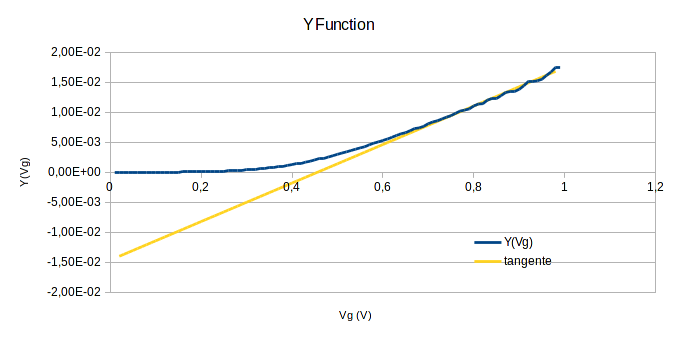 Y Function
2,00E-02
1,50E-02
1,00E-02
5,00E-03
0,00E+00
-5,00E-03
-1,00E-02
-1,50E-02
-2,00E-02
0 0,2 0,4 0,6 0,8 1 1,2
Y(Vg)
Y(Vg)
tangente
Vg (V)